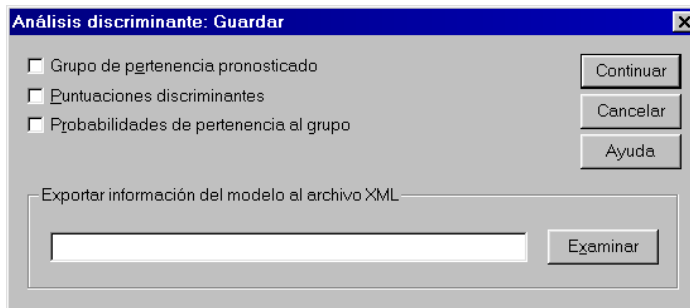 Análisis discriminante: Guardar
Grupo de pertenencia pronosticado
Puntuaciones discriminantes
Probabilidades de pertenencia al grupo
Continuar
Cancelar
Ayuda
Exportar información del modelo al archivo XML
Examinar